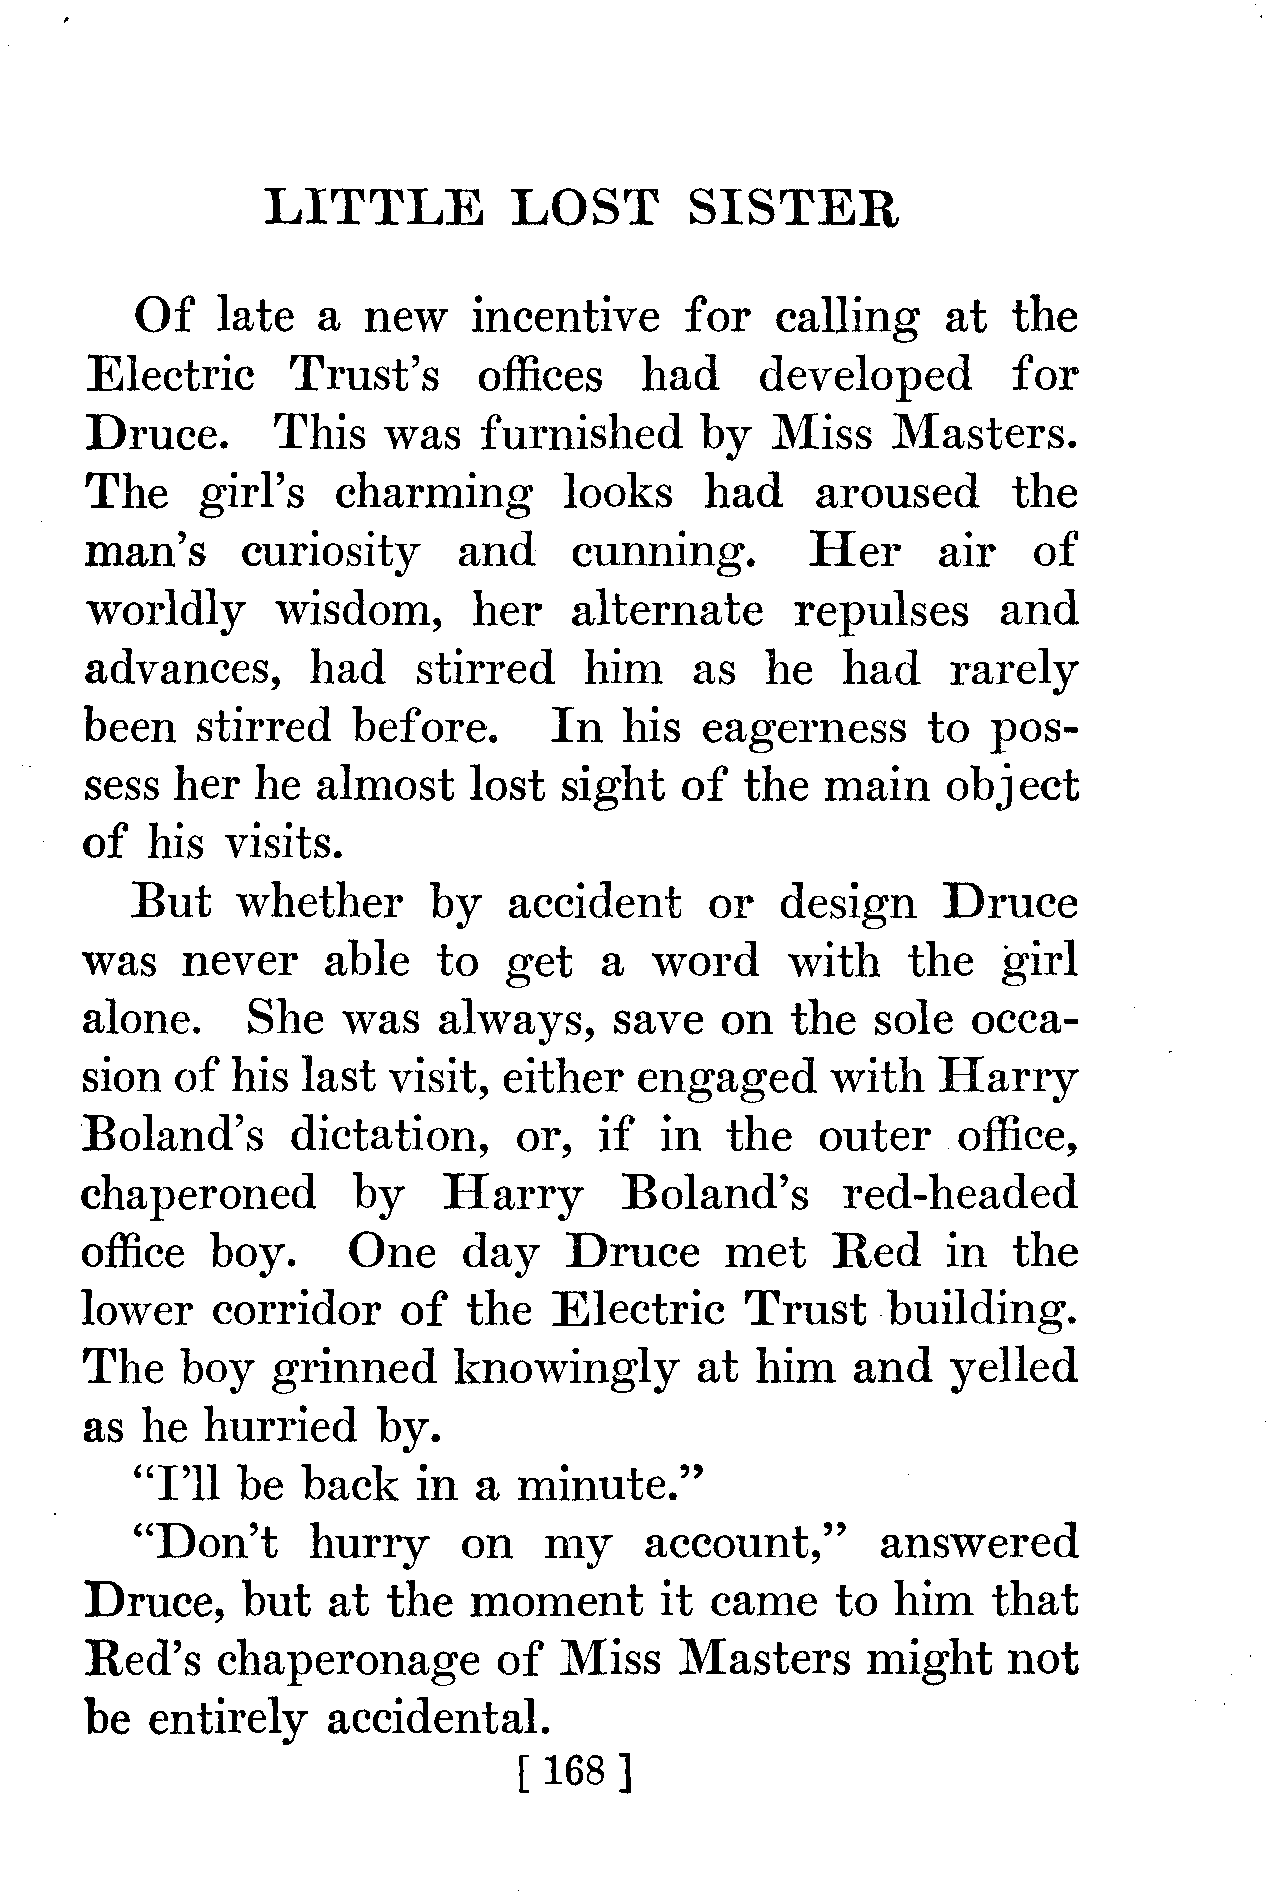 LITTLE LOST SISTER
Of late a new incentive for calling at the
Electric Trust's offices had developed for
Druce. This was furnished by Miss Masters.
The girl's charming looks had aroused the
man's curiosity and cunning. Her air of
worldly wisdom, her alternate repulses and
advances, had stirred him as he had rarely
been stirred before. In his eagerness to pos-
sess her he almost lost sight of the main object
of his visits.
But whether by accident or design Druce
was never able to get a word with the girl
alone. She was always, save on the sole occa-
sion of his last visit, either engaged with Harry
Boland's dictation, or, if in the outer office,
chaperoned by Harry Boland's red-headed
office boy. One day Druce met Red in the
lower corridor of the Electric Trust building.
The boy grinned knowingly at him and yelled
as he hurried by.
"I'll be back in a minute."
"Don't hurry on my account," answered
Druce, but at the moment it came to him that
Red's chaperonage of Miss Masters might not
be entirely accidental.
[ 168 ]